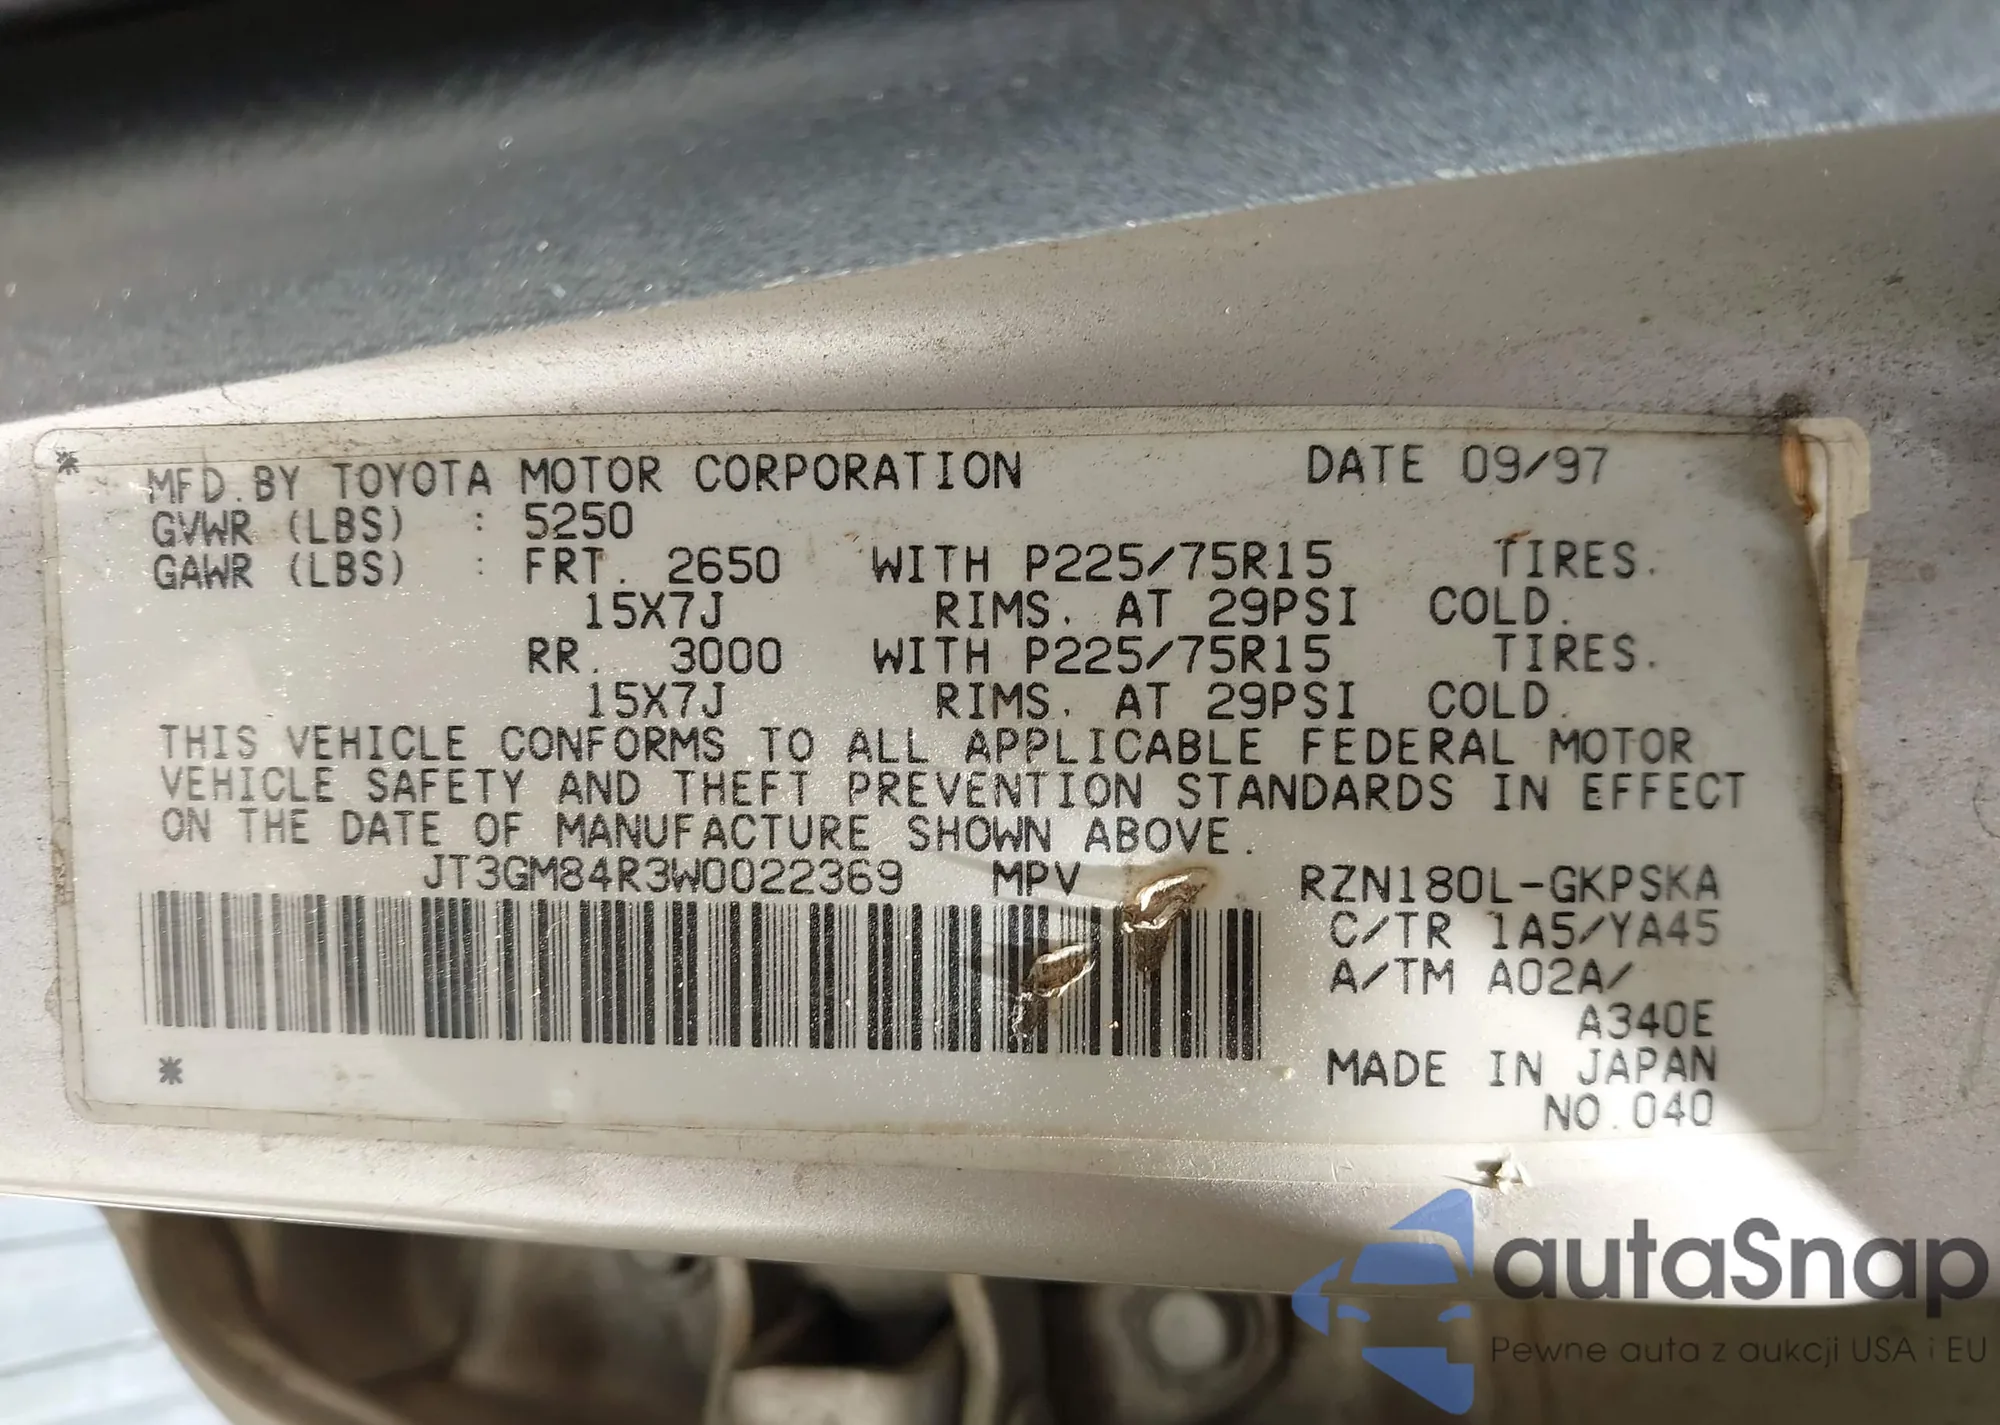 * MFD. BY TOYOTA MOTOR CORPORATION DATE 09/97
GVWR (LBS) : 5250
GAWR (LBS) : FRT. 2650 WITH P225/75R15 TIRES.
15X7J RIMS. AT 29PSI COLD.
RR. 3000 WITH P225/75R15 TIRES.
15X7J RIMS. AT 29PSI COLD.
THIS VEHICLE CONFORMS TO ALL APPLICABLE FEDERAL MOTOR
VEHICLE SAFETY AND THEFT PREVENTION STANDARDS IN EFFECT
ON THE DATE OF MANUFACTURE SHOWN ABOVE.
JT3GM84R3W0022369 MPV RZN180L-GKPSKA
C/TR 1A5/YA45
A/TM A02A/
A340E
* MADE IN JAPAN
NO.040
autaSnap
Pewne auta z aukcji USA i EU